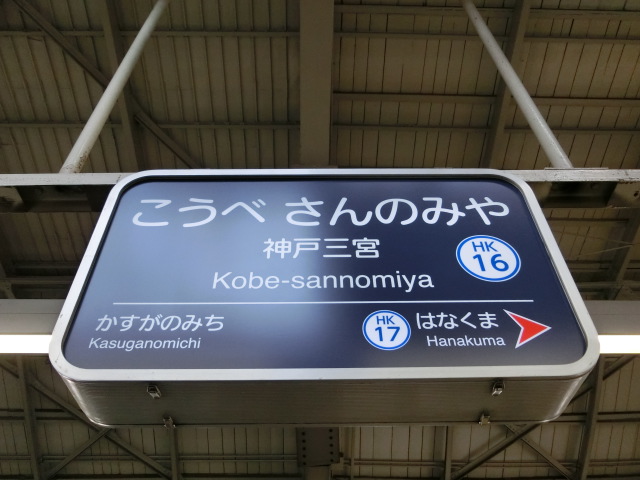 こうべ さんのみや
神戸三宮
HK
16
Kobe-sannomiya
かすがのみち
Kasuganomichi
HK
17
はなくま
Hanakuma